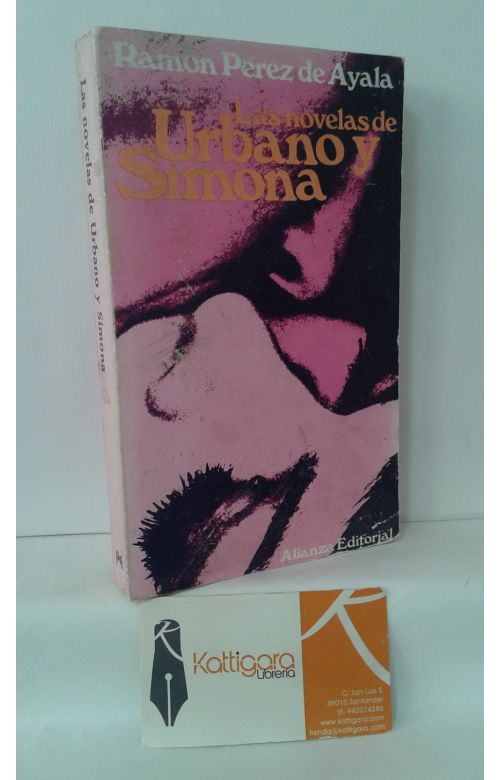 Ramón Pérez de Ayala
Las novelas de
Urbano y
Simona
Alianza Editorial
Las novelas de Urbano y Simona
Kattigara
Librería
C/ San Luis 5
39010 Santander
tlf: 942074286
www.kattigara.com
tienda@kattigara.com